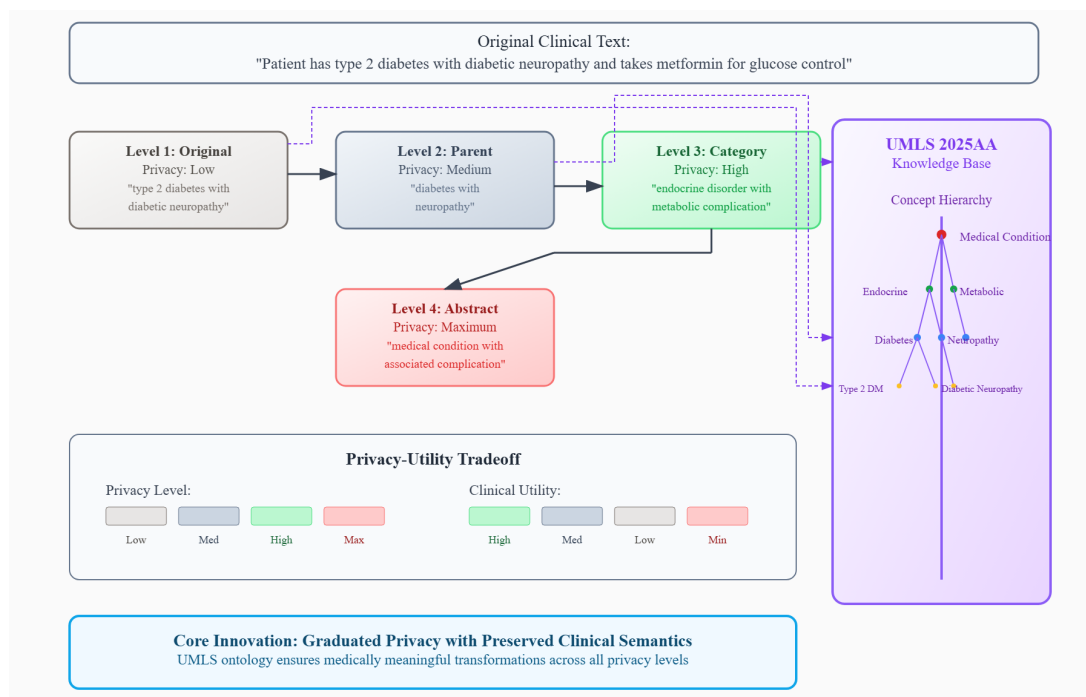 Original Clinical Text:
"Patient has type 2 diabetes with diabetic neuropathy and takes metformin for glucose control"
Level 1: Original
Privacy: Low
"type 2 diabetes with
diabetic neuropathy"
Level 2: Parent
Privacy: Medium
"diabetes with
neuropathy"
Level 3: Category
Privacy: High
"endocrine disorder with
metabolic complication"
Level 4: Abstract
Privacy: Maximum
"medical condition with
associated complication"
UMLS 2025AA
Knowledge Base
Concept Hierarchy
Medical Condition
Endocrine
Metabolic
Diabetes
Neuropathy
Type 2 DM
Diabetic Neuropathy
Privacy-Utility Tradeoff
Privacy Level:
Low
Med
High
Max
Clinical Utility:
High
Med
Low
Min
Core Innovation: Graduated Privacy with Preserved Clinical Semantics
UMLS ontology ensures medically meaningful transformations across all privacy levels